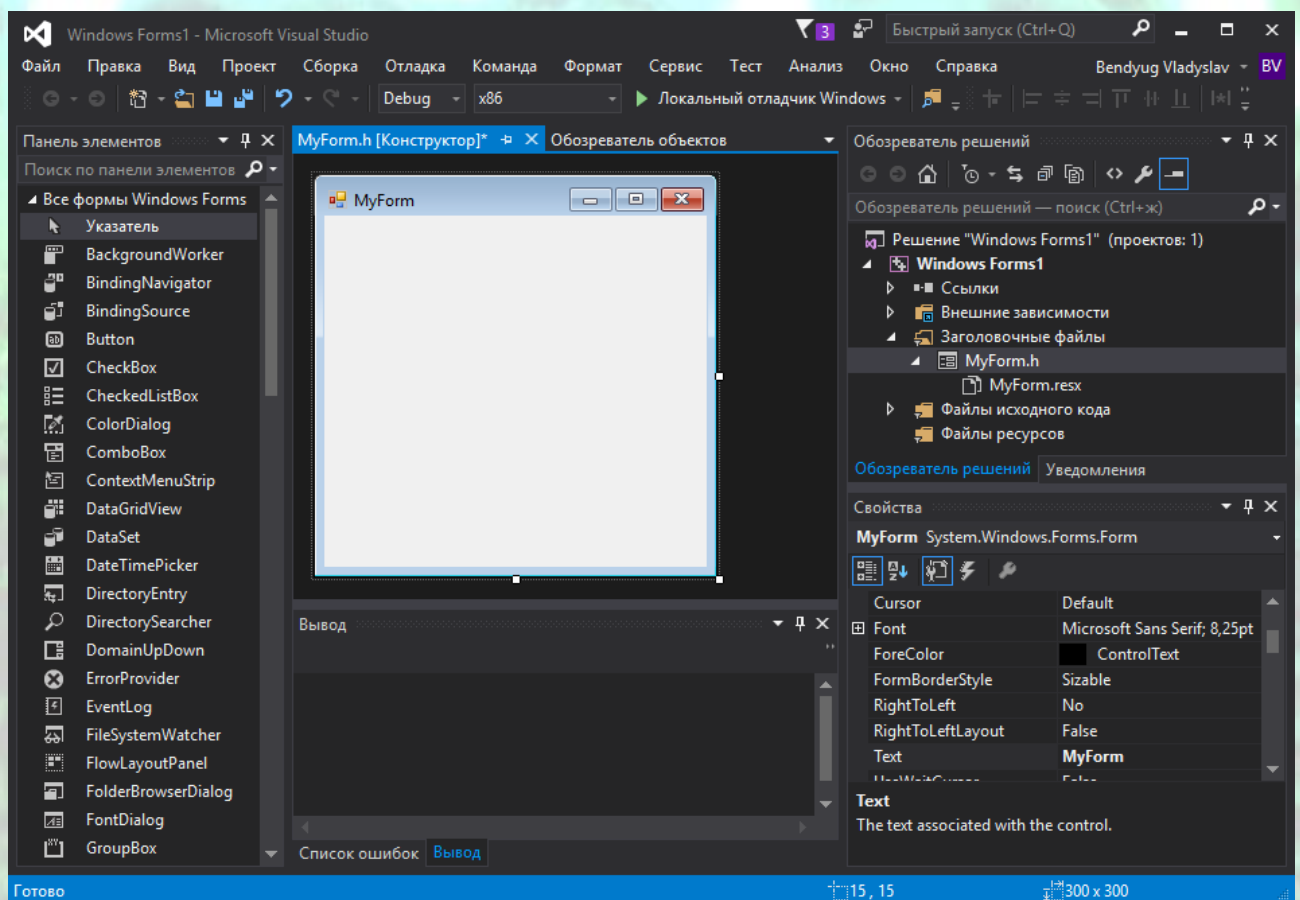 Windows Forms1 - Microsoft Visual Studio
3
Быстрый запуск (Ctrl+Q)
Файл Правка Вид Проект Сборка Отладка Команда Формат Сервис Тест Анализ Окно Справка
Bendyug Vladyslav BV
Debug x86 Локальный отладчик Windows
Панель элементов
Поиск по панели элементов
Все формы Windows Forms
Указатель
BackgroundWorker
BindingNavigator
BindingSource
Button
CheckBox
CheckedListBox
ColorDialog
ComboBox
ContextMenuStrip
DataGridView
DataSet
DateTimePicker
DirectoryEntry
DirectorySearcher
DomainUpDown
ErrorProvider
EventLog
FileSystemWatcher
FlowLayoutPanel
FolderBrowserDialog
FontDialog
GroupBox
MyForm.h [Конструктор]* Обозреватель объектов
MyForm
Вывод
Список ошибок Вывод
Обозреватель решений
Обозреватель решений — поиск (Ctrl+ж)
Решение "Windows Forms1" (проектов: 1)
Windows Forms1
Ссылки
Внешние зависимости
Заголовочные файлы
MyForm.h
MyForm.resx
Файлы исходного кода
Файлы ресурсов
Обозреватель решений Уведомления
Свойства
MyForm System.Windows.Forms.Form
Cursor Default
Font Microsoft Sans Serif; 8,25pt
ForeColor ControlText
FormBorderStyle Sizable
RightToLeft No
RightToLeftLayout False
Text MyForm
Text
The text associated with the control.
Готово 15 , 15 300 x 300